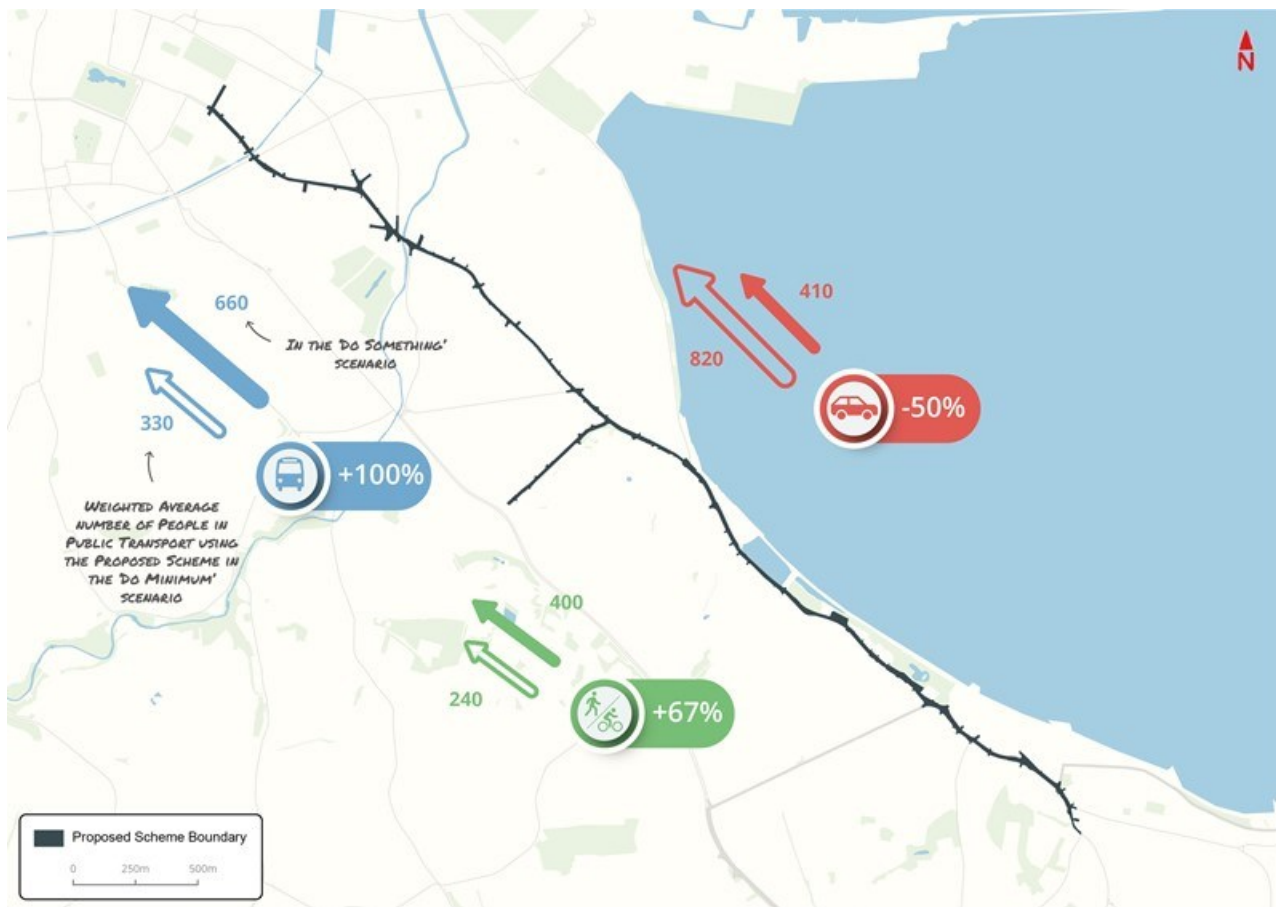 N
410
660
IN THE 'DO SOMETHING'
SCENARIO
820
-50%
330
+100%
WEIGHTED AVERAGE
NUMBER OF PEOPLE IN
PUBLIC TRANSPORT USING
THE PROPOSED SCHEME IN
THE 'DO MINIMUM'
SCENARIO
400
240
+67%
Proposed Scheme Boundary
0 250m 500m